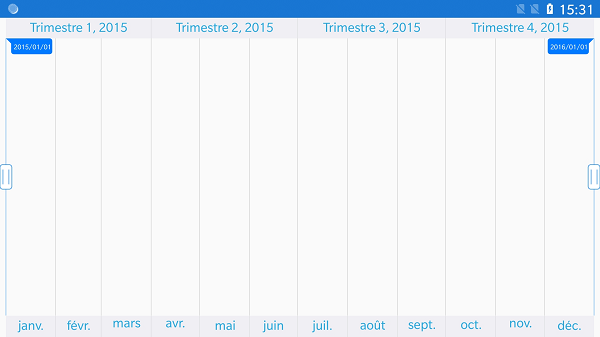 15:31
Trimestre 1, 2015 Trimestre 2, 2015 Trimestre 3, 2015 Trimestre 4, 2015
2015/01/01 2016/01/01
janv. févr. mars avr. mai juin juil. août sept. oct. nov. déc.